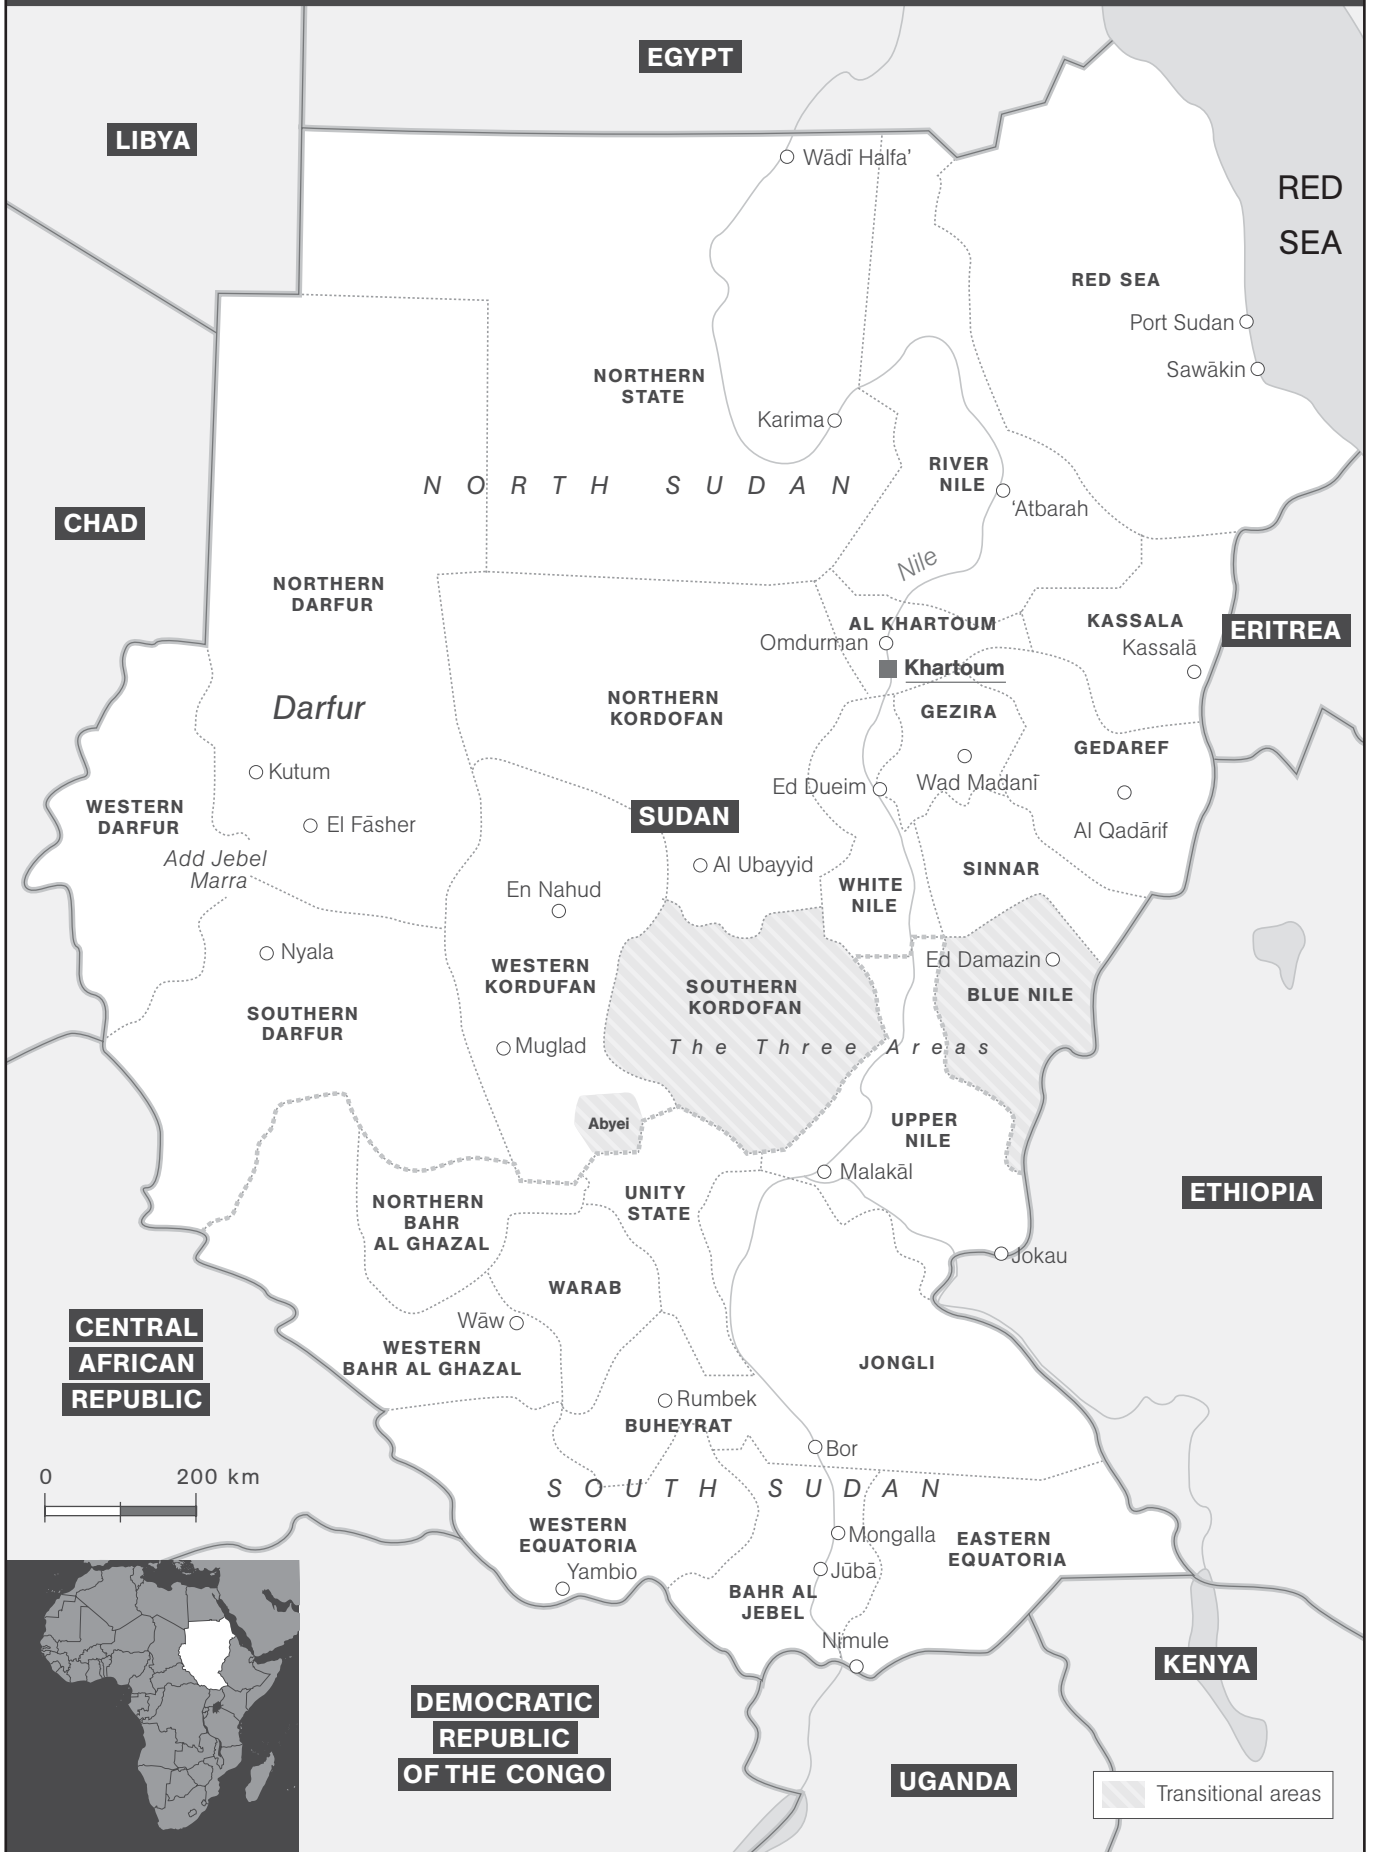 EGYPT
LIBYA
Wādī Halfa’
RED
SEA
RED SEA
Port Sudan
Sawākin
NORTHERN
STATE
Karima
RIVER
NILE
NORTH SUDAN
‘Atbarah
CHAD
Nile
NORTHERN
DARFUR
AL KHARTOUM
KASSALA
ERITREA
Omdurman
Kassalā
Khartoum
Darfur
NORTHERN
KORDOFAN
GEZIRA
GEDAREF
Kutum
Ed Dueim
Wad Madanī
WESTERN
DARFUR
SUDAN
El Fāsher
Al Qadārif
Add Jebel
Marra
Al Ubayyid
SINNAR
En Nahud
WHITE
NILE
Nyala
WESTERN
KORDUFAN
SOUTHERN
KORDOFAN
Ed Damazin
BLUE NILE
SOUTHERN
DARFUR
Muglad
The Three Areas
Abyei
UPPER
NILE
Malakāl
ETHIOPIA
NORTHERN
BAHR
AL GHAZAL
UNITY
STATE
Jokau
WARAB
CENTRAL
AFRICAN
REPUBLIC
Wāw
WESTERN
BAHR AL GHAZAL
JONGLI
Rumbek
BUHEYRAT
Bor
0 200 km
SOUTH SUDAN
WESTERN
EQUATORIA
Mongalla
EASTERN
EQUATORIA
Yambio
Jūbā
BAHR AL
JEBEL
Nimule
KENYA
DEMOCRATIC
REPUBLIC
OF THE CONGO
UGANDA
Transitional areas